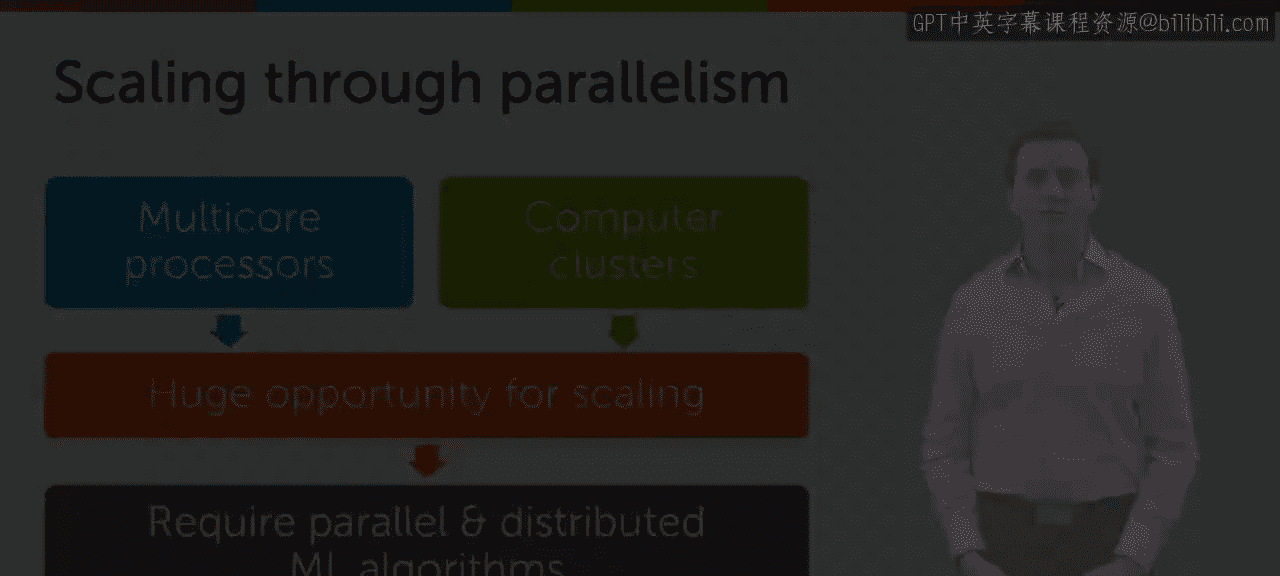 GPT中英字幕课程资源@bilibili.com
Scaling through parallelism
Multicore
processors
Computer
clusters
Huge opportunity for scaling
Require parallel & distributed
ML algorithms